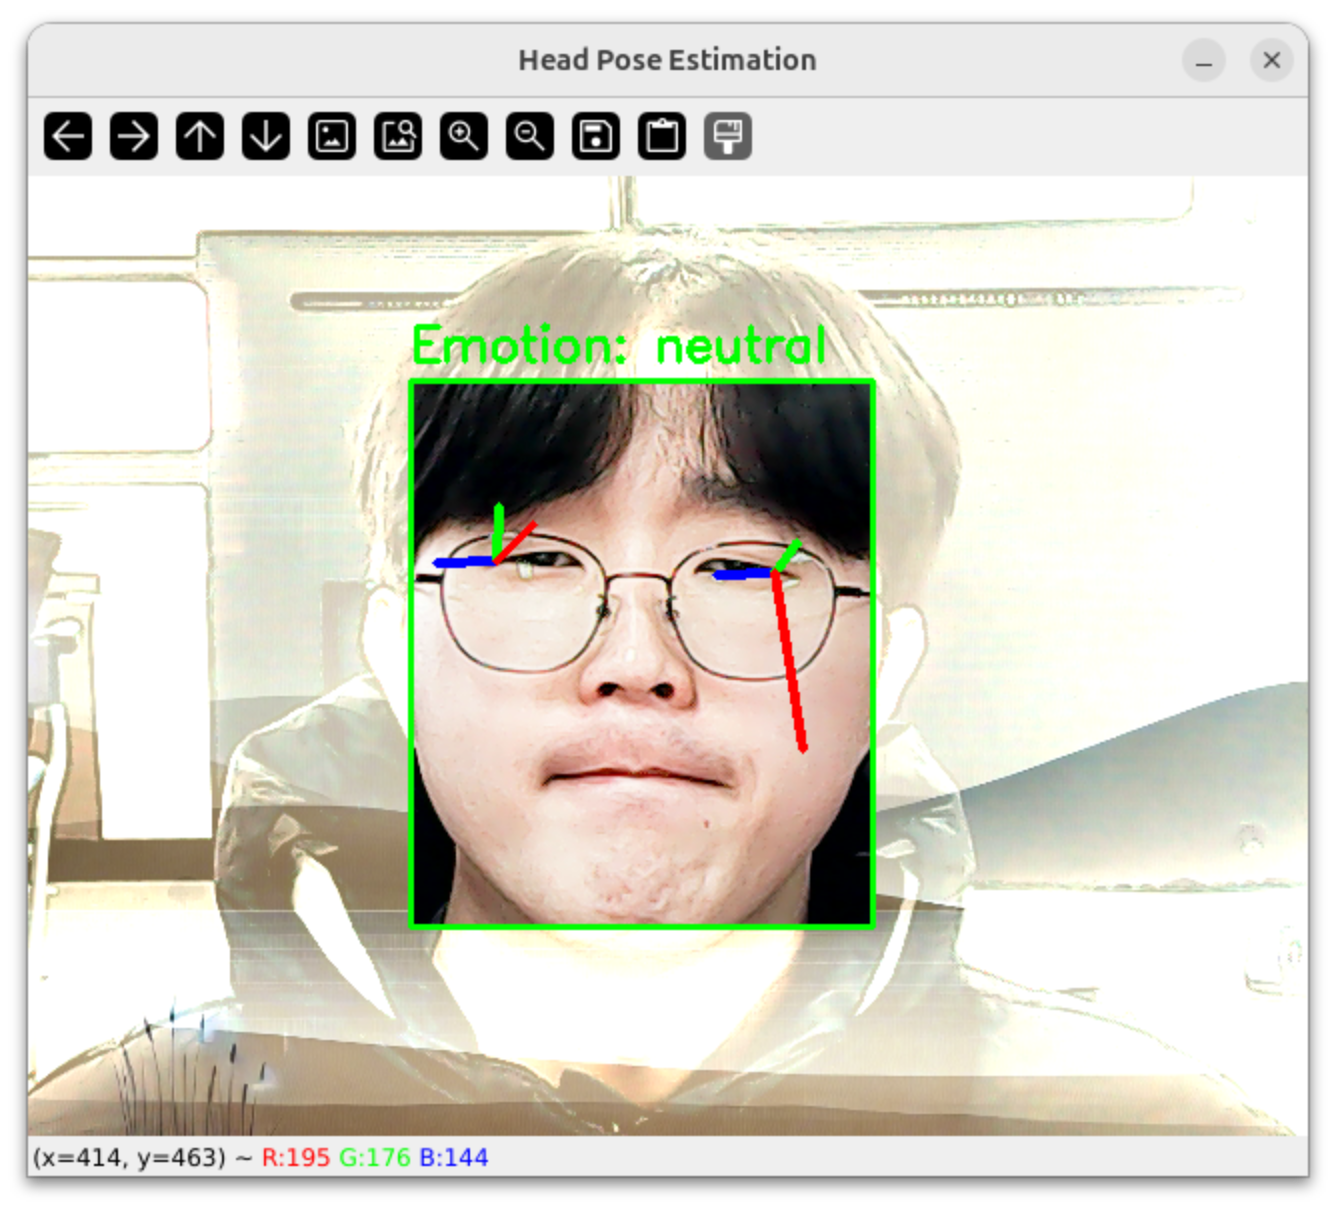 Head Pose Estimation
Emotion: neutral
(x=414, y=463) ~ R:195 G:176 B:144